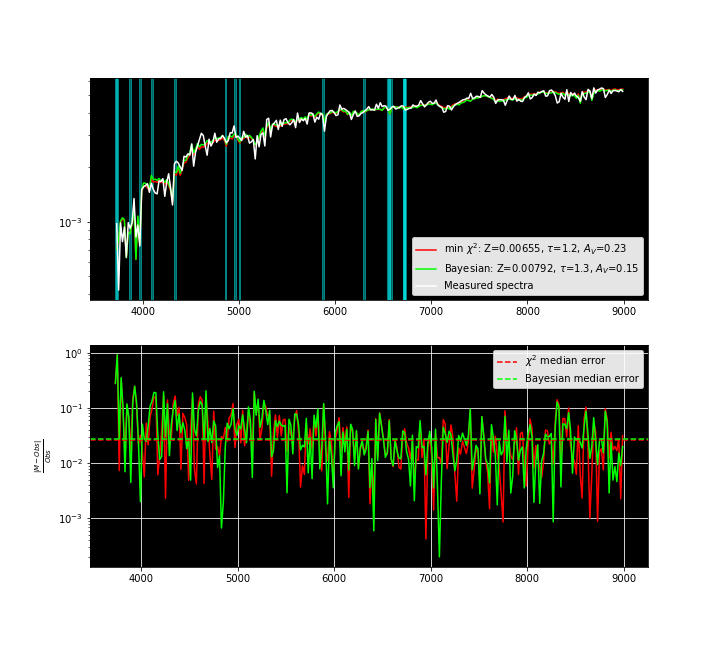 10⁻³
min χ²: Z=0.00655, τ=1.2, A_V=0.23
Bayesian: Z=0.00792, τ=1.3, A_V=0.15
Measured spectra
4000 5000 6000 7000 8000 9000
10⁰
10⁻¹
10⁻²
10⁻³
|M − Obs|
Obs
χ² median error
Bayesian median error
4000 5000 6000 7000 8000 9000